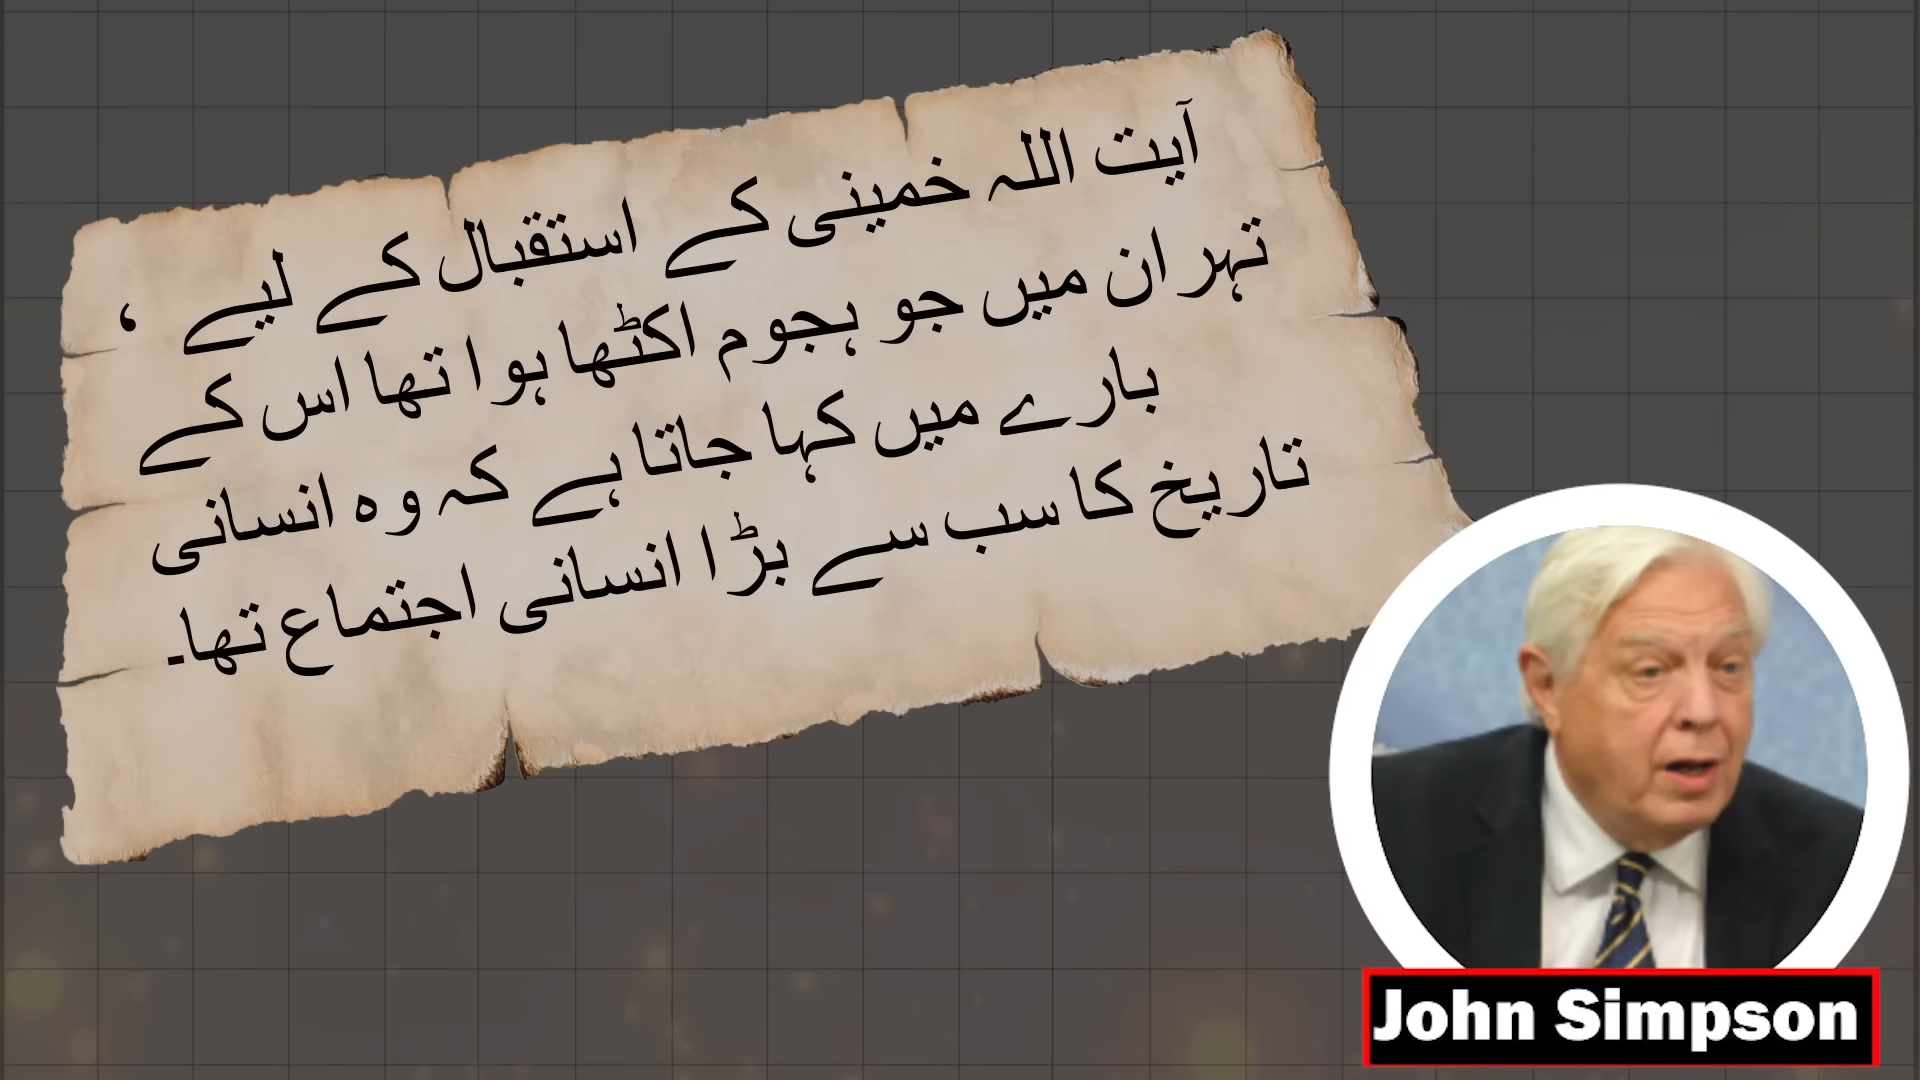 آیت اللہ خمینی کے استقبال کے لیے ،
تہران میں جو ہجوم اکٹھا ہوا تھا اس کے
بارے میں کہا جاتا ہے کہ وہ انسانی
تاریخ کا سب سے بڑا انسانی اجتماع تھا۔
John Simpson